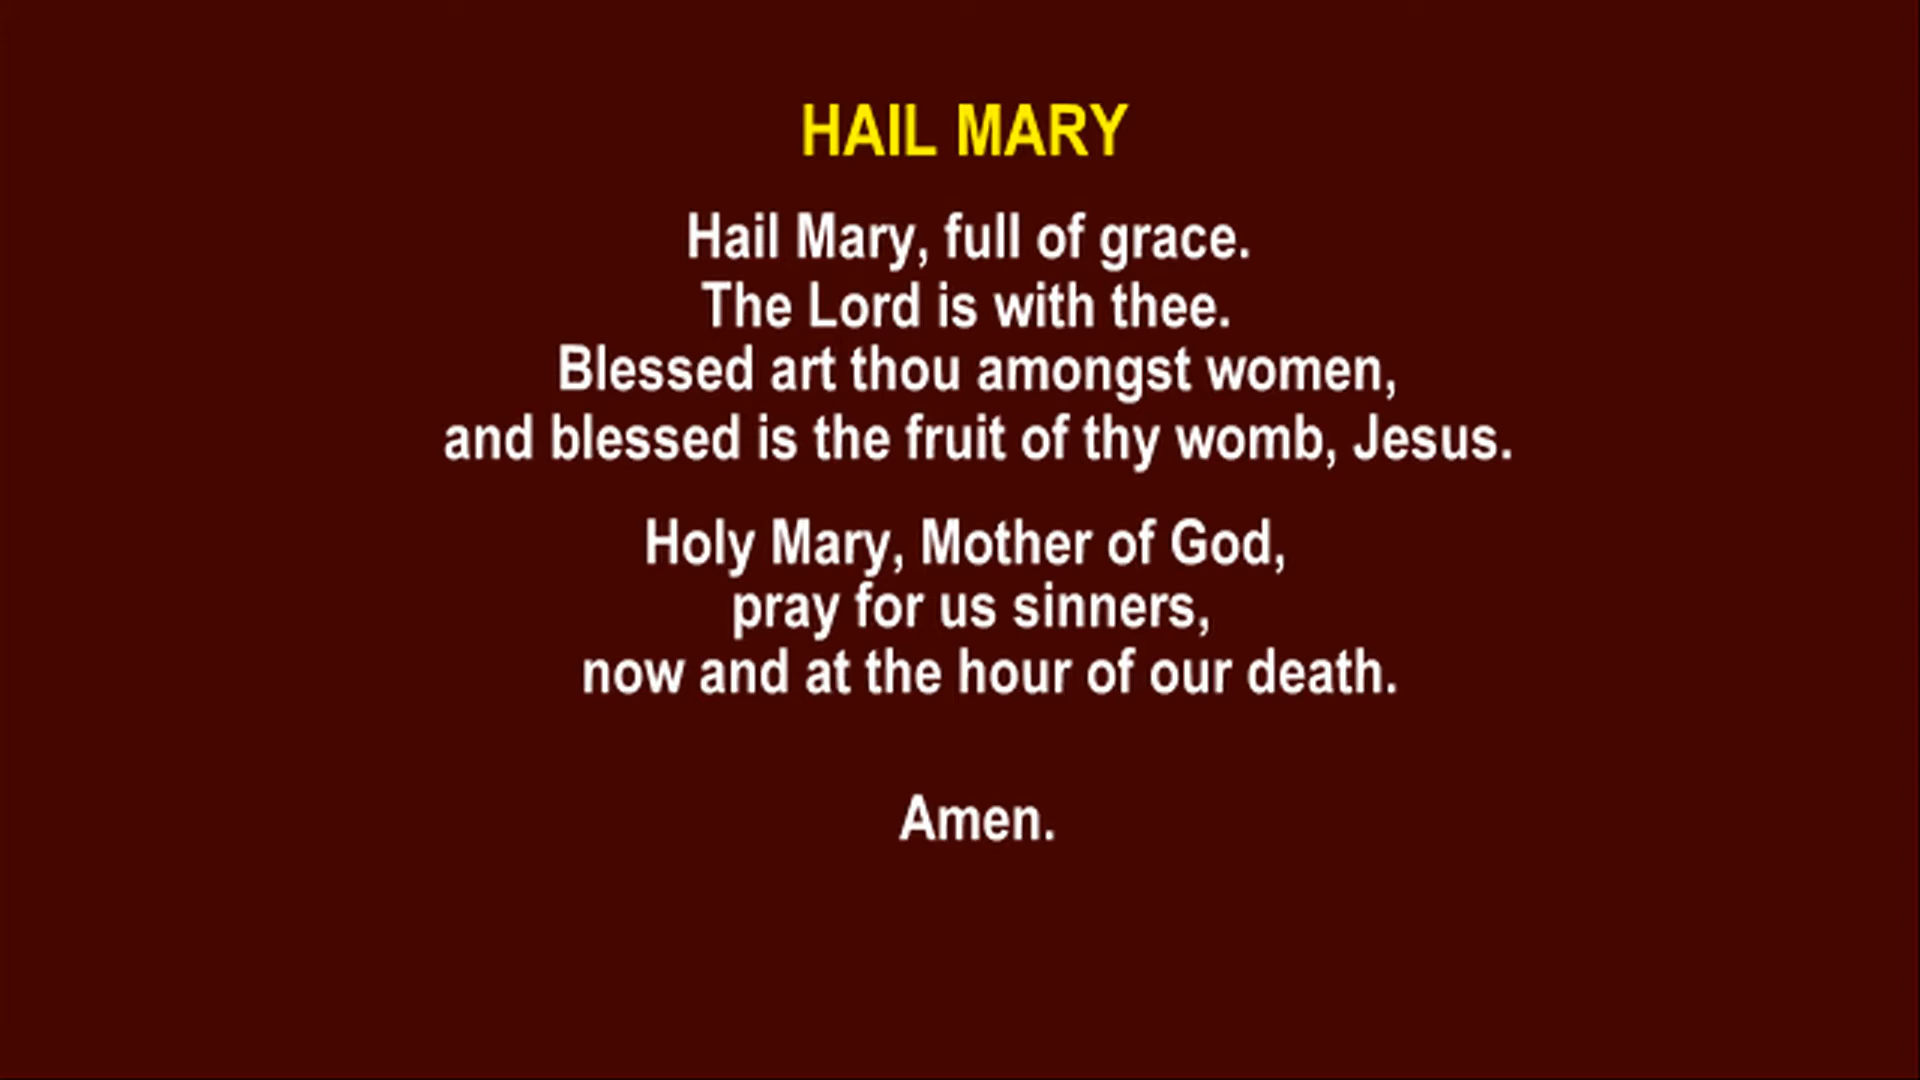 HAIL MARY
Hail Mary, full of grace.
The Lord is with thee.
Blessed art thou amongst women,
and blessed is the fruit of thy womb, Jesus.
Holy Mary, Mother of God,
pray for us sinners,
now and at the hour of our death.
Amen.